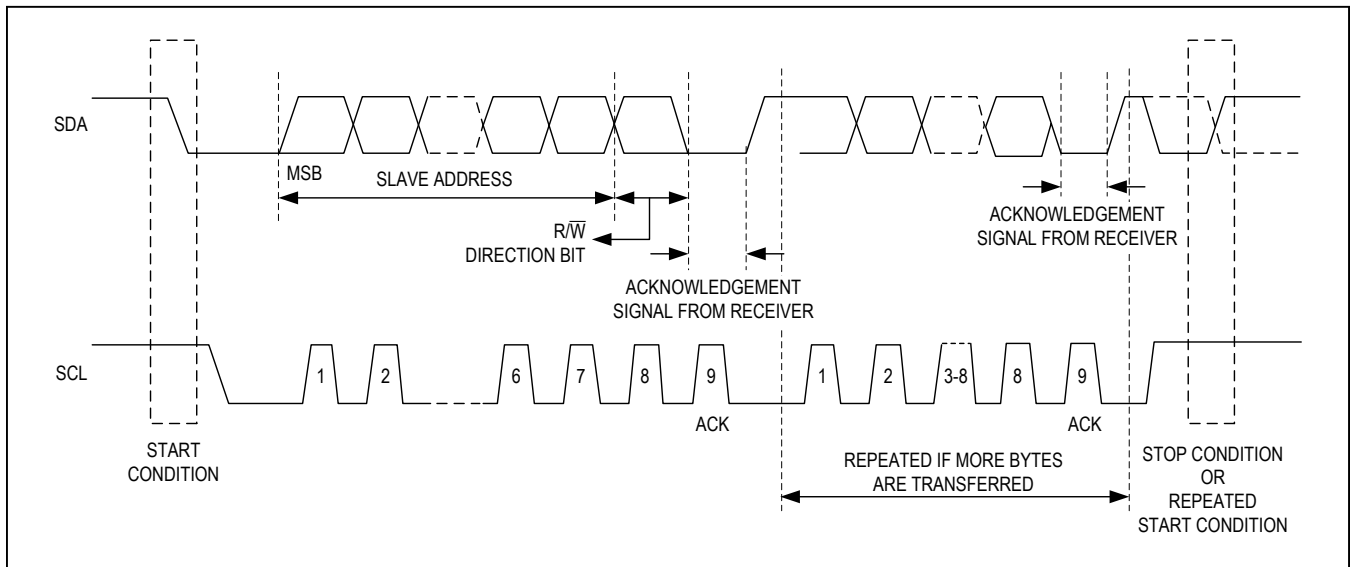 SDA
MSB
SLAVE ADDRESS
R/W̅
DIRECTION BIT
ACKNOWLEDGEMENT
SIGNAL FROM RECEIVER
ACKNOWLEDGEMENT
SIGNAL FROM RECEIVER
SCL
1 2 6 7 8 9 1 2 3-8 8 9
ACK ACK
START
CONDITION
REPEATED IF MORE BYTES
ARE TRANSFERRED
STOP CONDITION
OR
REPEATED
START CONDITION